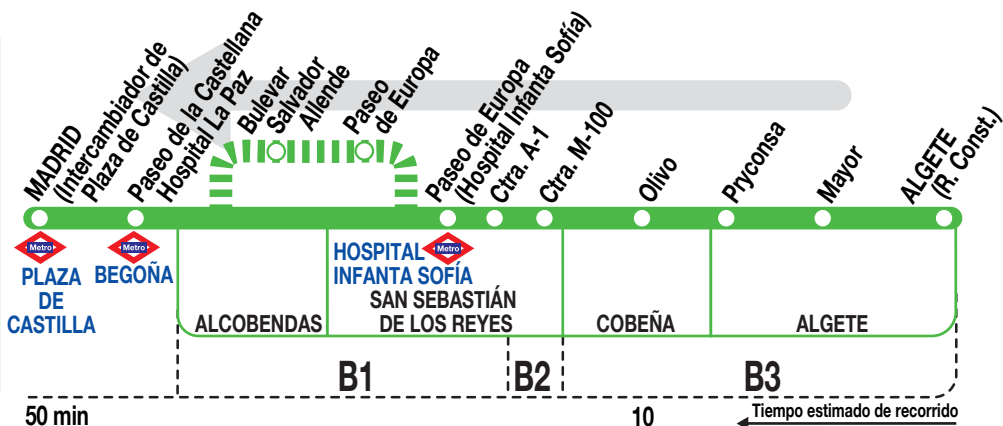 MADRID
(Intercambiador de
Plaza de Castilla)
Paseo de la Castellana
Hospital La Paz
Bulevar
Salvador
Allende
Paseo
de Europa
Paseo de Europa
(Hospital Infanta Sofía)
Ctra. A-1
Ctra. M-100
Olivo
Pryconsa
Mayor
ALGETE
(R. Const.)
Metro
PLAZA
DE
CASTILLA
Metro
BEGOÑA
HOSPITAL
INFANTA SOFÍA
Metro
ALCOBENDAS
SAN SEBASTIÁN
DE LOS REYES
COBEÑA
ALGETE
B1
B2
B3
50 min
10
Tiempo estimado de recorrido